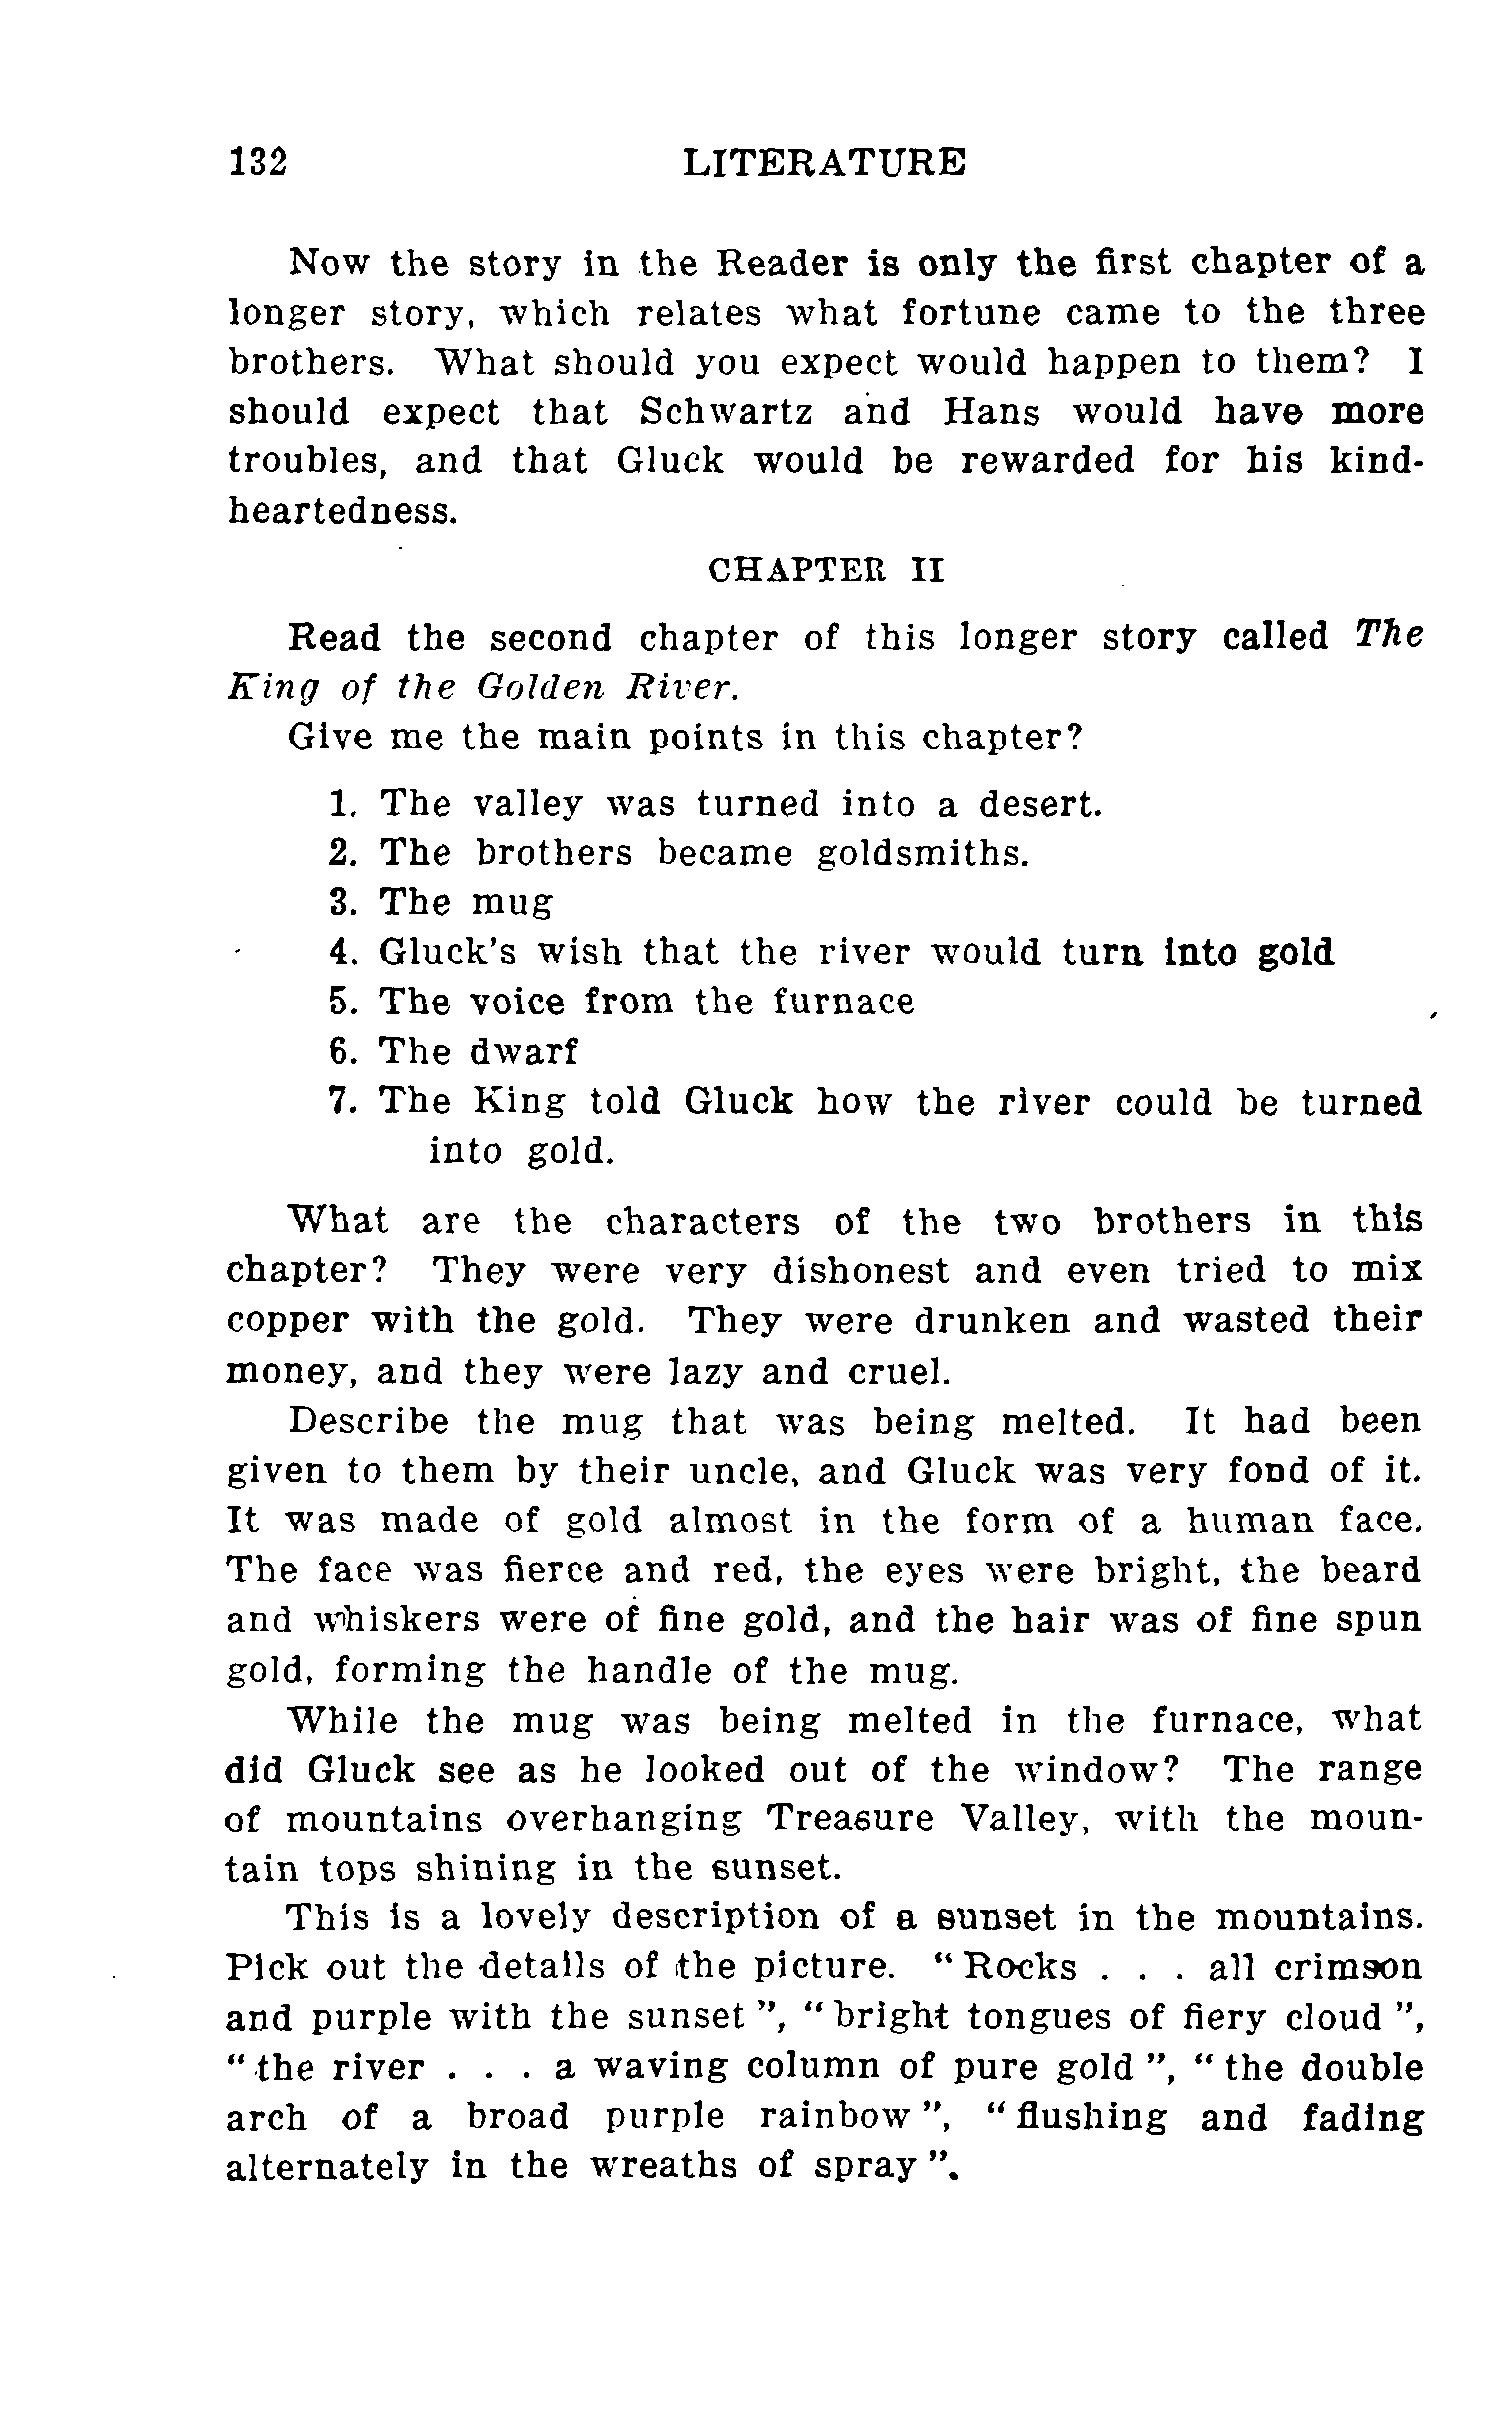 132 LITERATURE
Now the story in the Reader is only the first chapter of a
longer story, which relates what fortune came to the three
brothers. What should you expect would happen to them? I
should expect that Schwartz and Hans would have more
troubles, and that Gluck would be rewarded for his kind-
heartedness.
CHAPTER II
Read the second chapter of this longer story called The
King of the Golden River.
Give me the main points in this chapter?
1. The valley was turned into a desert.
2. The brothers became goldsmiths.
3. The mug
4. Gluck's wish that the river would turn into gold
5. The voice from the furnace
6. The dwarf
7. The King told Gluck how the river could be turned
into gold.
What are the characters of the two brothers in this
chapter? They were very dishonest and even tried to mix
copper with the gold. They were drunken and wasted their
money, and they were lazy and cruel.
Describe the mug that was being melted. It had been
given to them by their uncle, and Gluck was very fond of it.
It was made of gold almost in the form of a human face.
The face was fierce and red, the eyes were bright, the beard
and whiskers were of fine gold, and the hair was of fine spun
gold, forming the handle of the mug.
While the mug was being melted in the furnace, what
did Gluck see as he looked out of the window? The range
of mountains overhanging Treasure Valley, with the moun-
tain tops shining in the sunset.
This is a lovely description of a sunset in the mountains.
Pick out the details of the picture. "Rocks . . . all crimson
and purple with the sunset", "bright tongues of fiery cloud",
"the river . . . a waving column of pure gold", "the double
arch of a broad purple rainbow", "flushing and fading
alternately in the wreaths of spray".